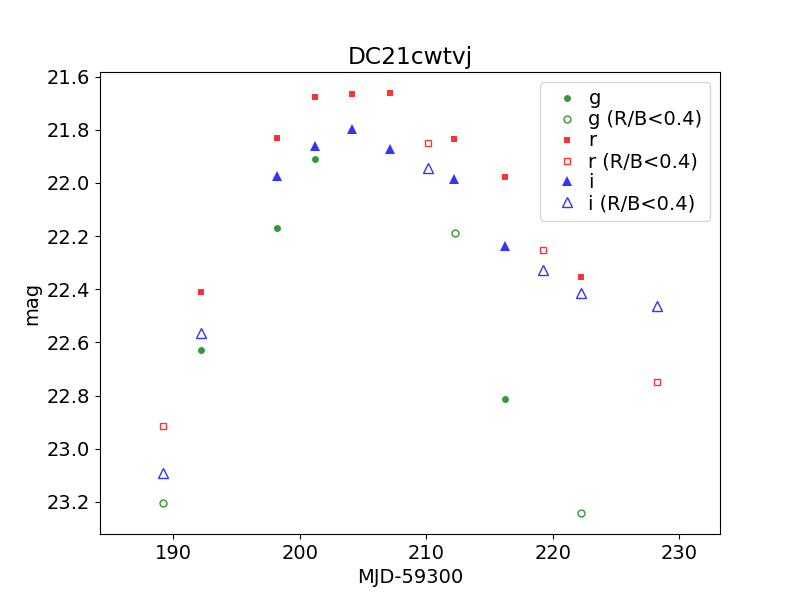 DC21cwtvj
21.6
21.8
22.0
22.2
22.4
22.6
22.8
23.0
23.2
mag
g
g (R/B<0.4)
r
r (R/B<0.4)
i
i (R/B<0.4)
190
200
210
220
230
MJD-59300